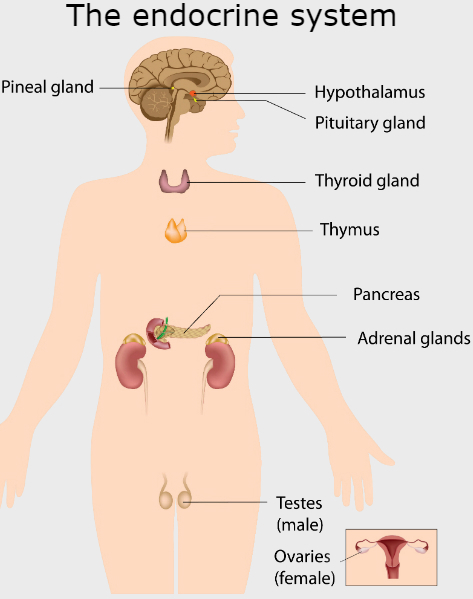 The endocrine system
Pineal gland
Hypothalamus
Pituitary gland
Thyroid gland
Thymus
Pancreas
Adrenal glands
Testes
(male)
Ovaries
(female)